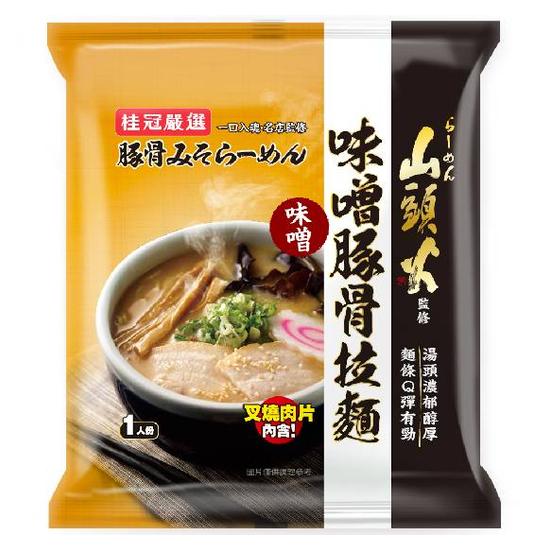 桂冠嚴選
一口入魂·名店監修
豚骨みそらーめん
味噌
味噌豚骨拉麵
らーめん
山頭火
監修
湯頭濃郁醇厚
麵條Q彈有勁
叉燒肉片
內含!
1人份
圖片僅供調理參考